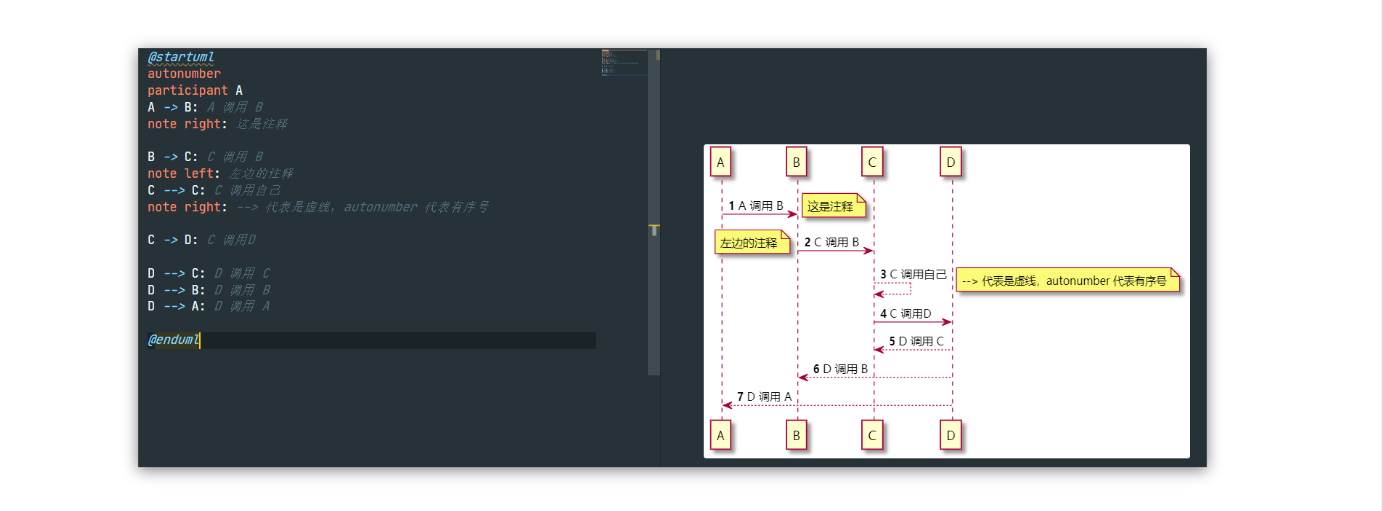 @startuml
autonumber
participant A
A -> B: A 调用 B
note right: 这是注释
B -> C: C 调用 B
note left: 左边的注释
C --> C: C 调用自己
note right: --> 代表是虚线，autonumber 代表有序号
C -> D: C 调用D
D --> C: D 调用 C
D --> B: D 调用 B
D --> A: D 调用 A
@enduml
A B C D
1 A 调用 B 这是注释
左边的注释 2 C 调用 B
3 C 调用自己 --> 代表是虚线，autonumber 代表有序号
4 C 调用D
5 D 调用 C
6 D 调用 B
7 D 调用 A
A B C D